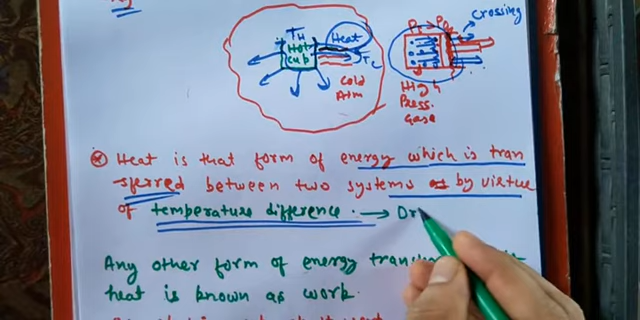 TH
Hot
cub
Heat
TC
Cold
Atm
crossing
High
Press.
Gase
Heat is that form of energy which is tran
sferred between two systems by virtue
of temperature difference. → Dr
Any other form of energy
heat is known as work.